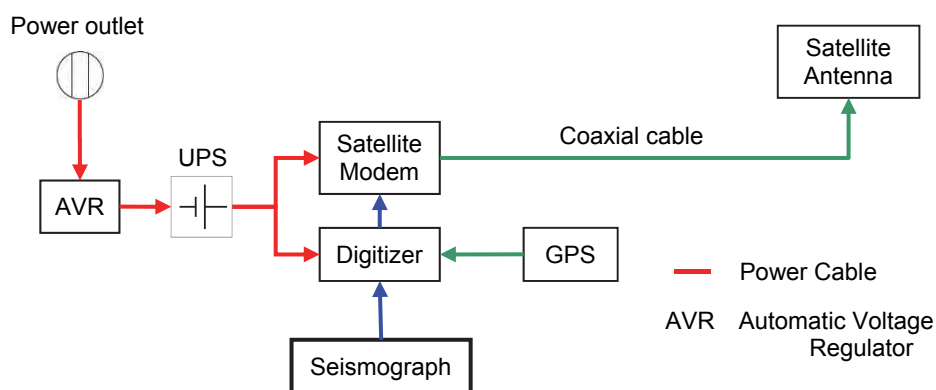 Power outlet
Satellite
Antenna
Coaxial cable
Satellite
Modem
UPS
AVR
Digitizer
GPS
Power Cable
AVR Automatic Voltage
Regulator
Seismograph